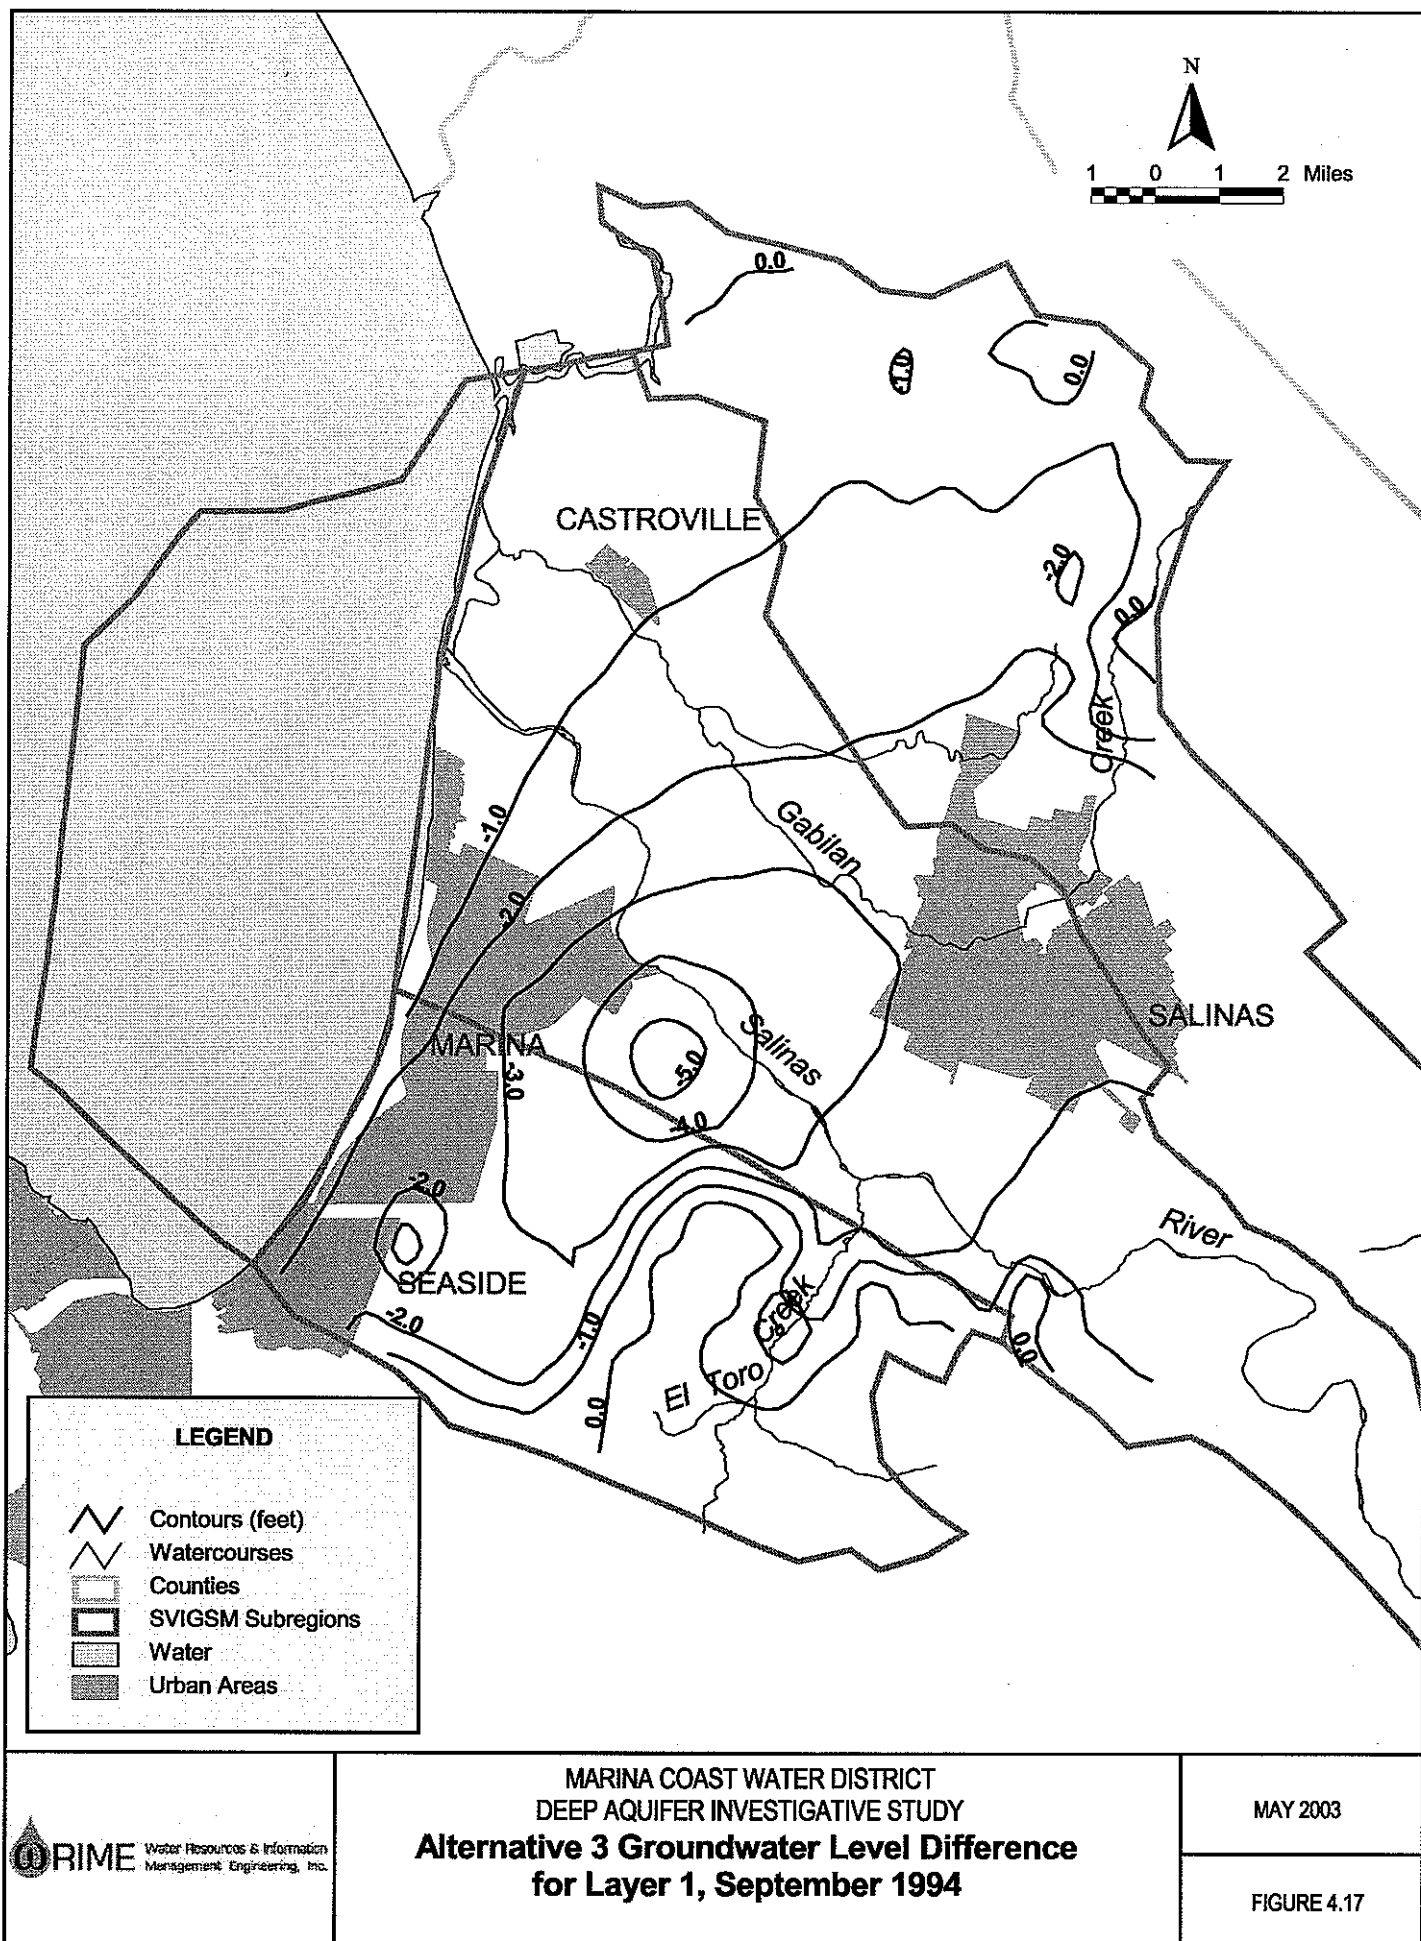 N
1 0 1 2 Miles
0.0
-1.0
0.0
CASTROVILLE
-2.0
0.0
Creek
-1.0
Gabilan
2.0
SALINAS
MARINA
Salinas
-3.0
-5.0
-4.0
-2.0
River
SEASIDE
Creek
-2.0
-1.0
0.0
El Toro
0.0
LEGEND
Contours (feet)
Watercourses
Counties
SVIGSM Subregions
Water
Urban Areas
WRIME Water Resources & Information
Management Engineering, Inc.
MARINA COAST WATER DISTRICT
DEEP AQUIFER INVESTIGATIVE STUDY
Alternative 3 Groundwater Level Difference
for Layer 1, September 1994
MAY 2003
FIGURE 4.17